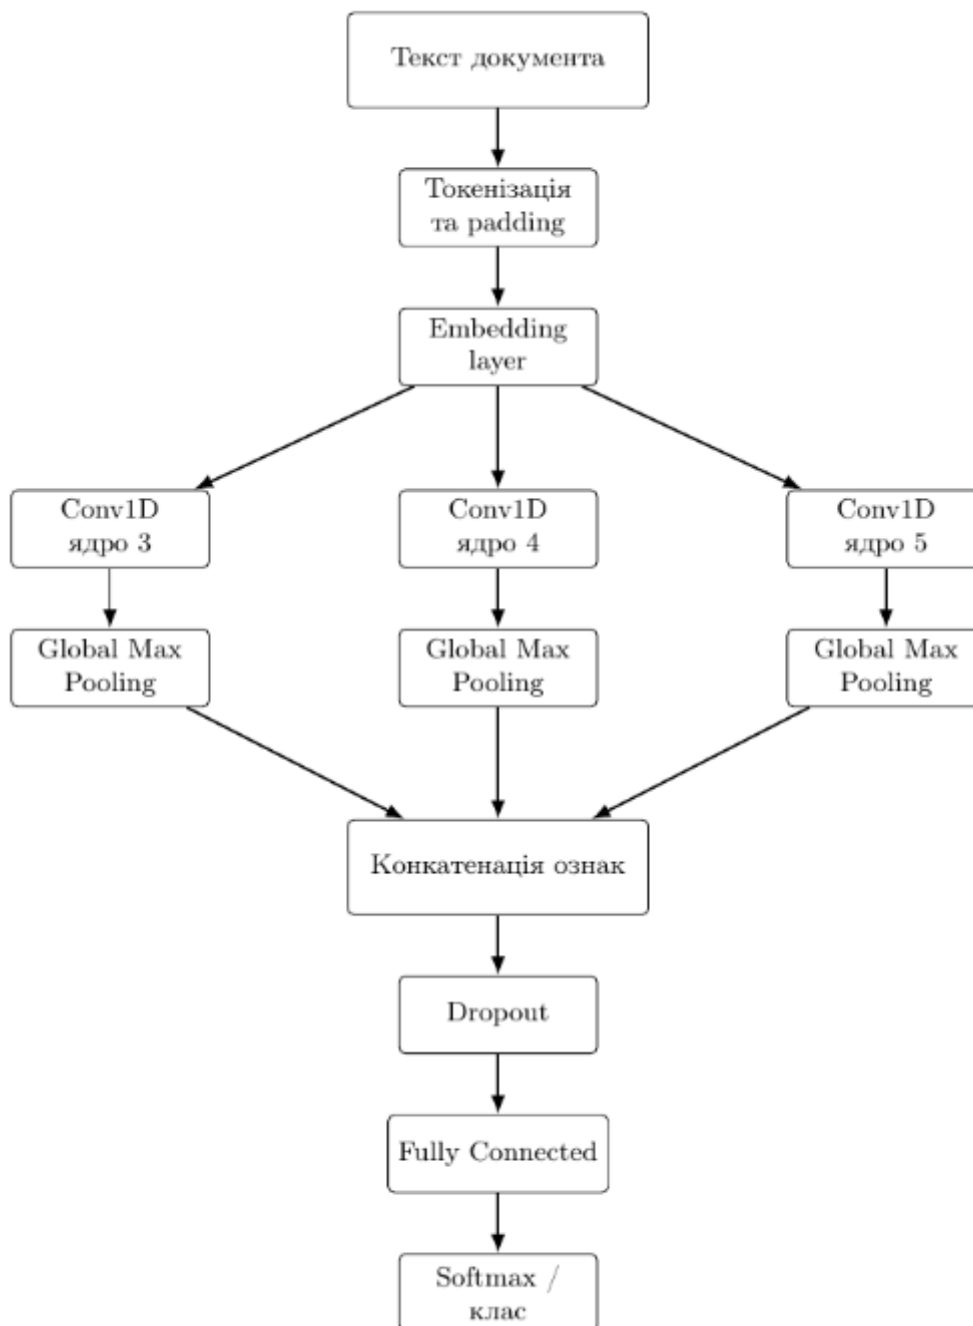 Текст документа
Токенізація
та padding
Embedding
layer
Conv1D
ядро 3
Conv1D
ядро 4
Conv1D
ядро 5
Global Max
Pooling
Global Max
Pooling
Global Max
Pooling
Конкатенація ознак
Dropout
Fully Connected
Softmax /
клас